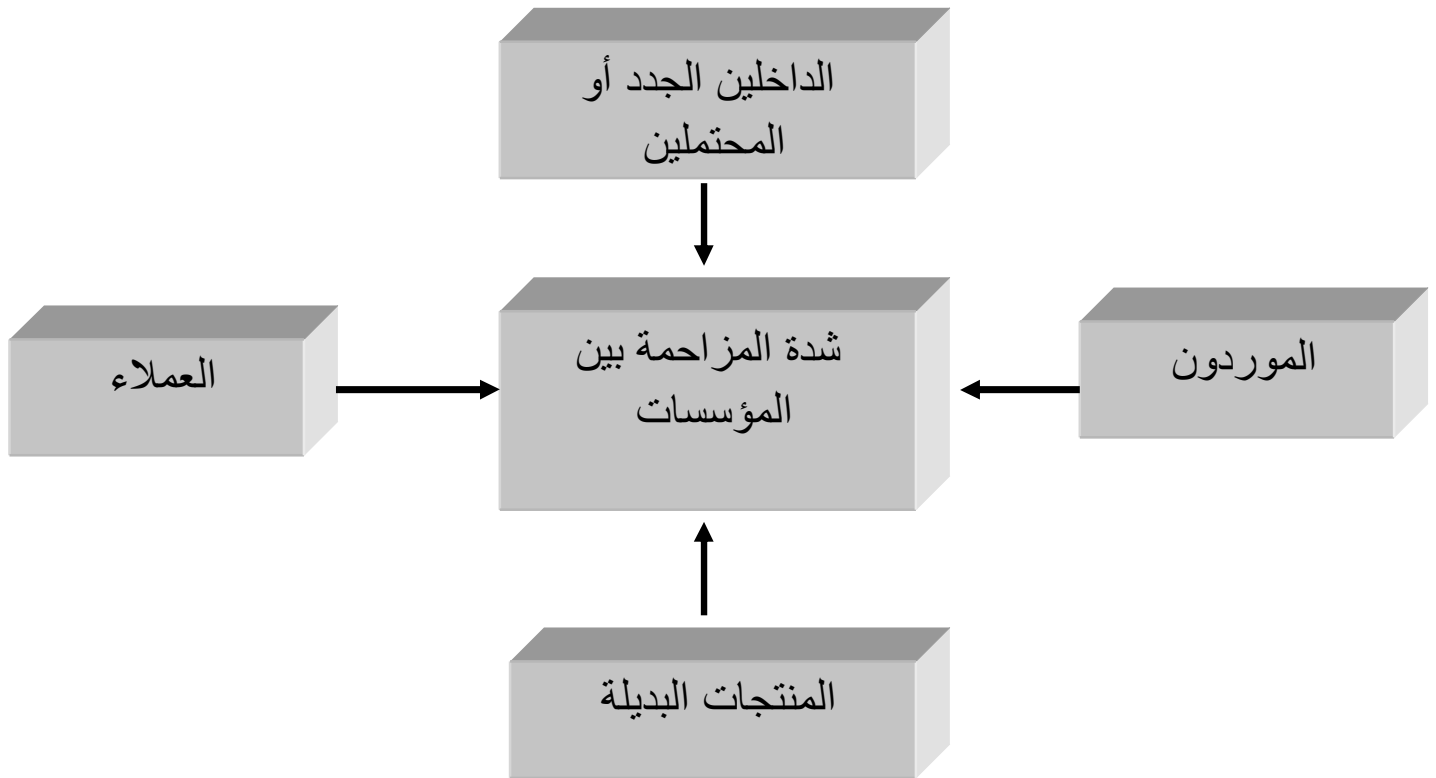 الداخلين الجدد أو
المحتملين
شدة المزاحمة بين
المؤسسات
الموردون
العملاء
المنتجات البديلة